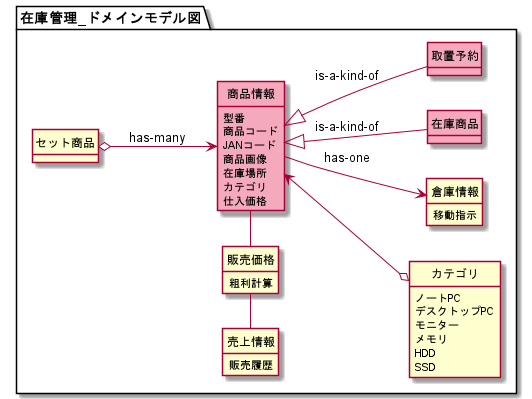 在庫管理_ドメインモデル図
セット商品
has-many
商品情報
型番
商品コード
JANコード
商品画像
在庫場所
カテゴリ
仕入価格
is-a-kind-of
取置予約
is-a-kind-of
在庫商品
has-one
倉庫情報
移動指示
カテゴリ
ノートPC
デスクトップPC
モニター
メモリ
HDD
SSD
販売価格
粗利計算
売上情報
販売履歴